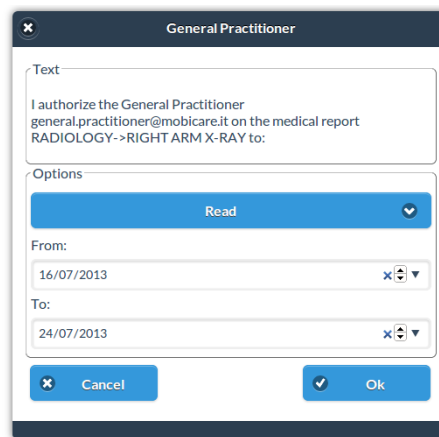 General Practitioner
Text
I authorize the General Practitioner
general.practitioner@mobicare.it on the medical report
RADIOLOGY->RIGHT ARM X-RAY to:
Options
Read
From:
16/07/2013
To:
24/07/2013
Cancel
Ok